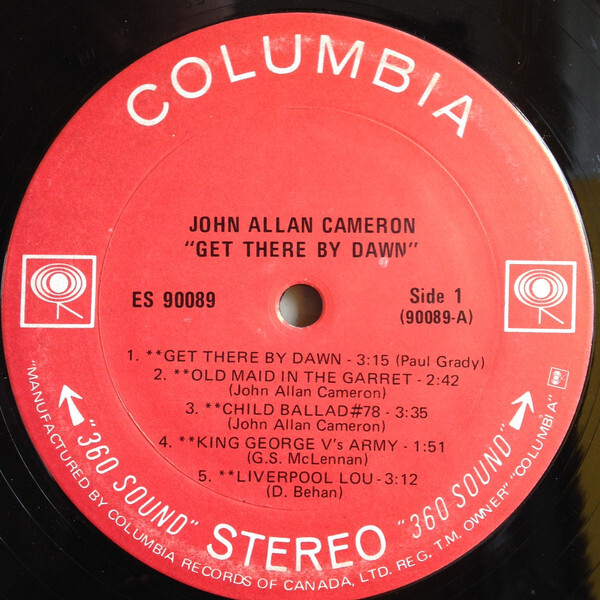 COLUMBIA
JOHN ALLAN CAMERON
"GET THERE BY DAWN"
ES 90089
Side 1
(90089-A)
1. **GET THERE BY DAWN - 3:15 (Paul Grady)
2. **OLD MAID IN THE GARRET - 2:42
(John Allan Cameron)
3. **CHILD BALLAD#78 - 3:35
(John Allan Cameron)
4. **KING GEORGE V's ARMY - 1:51
(G.S. McLennan)
5. **LIVERPOOL LOU - 3:12
(D. Behan)
"360 SOUND" STEREO "360 SOUND"
"MANUFACTURED BY COLUMBIA RECORDS OF CANADA, LTD. REG. T.M. OWNER" "COLUMBIA"